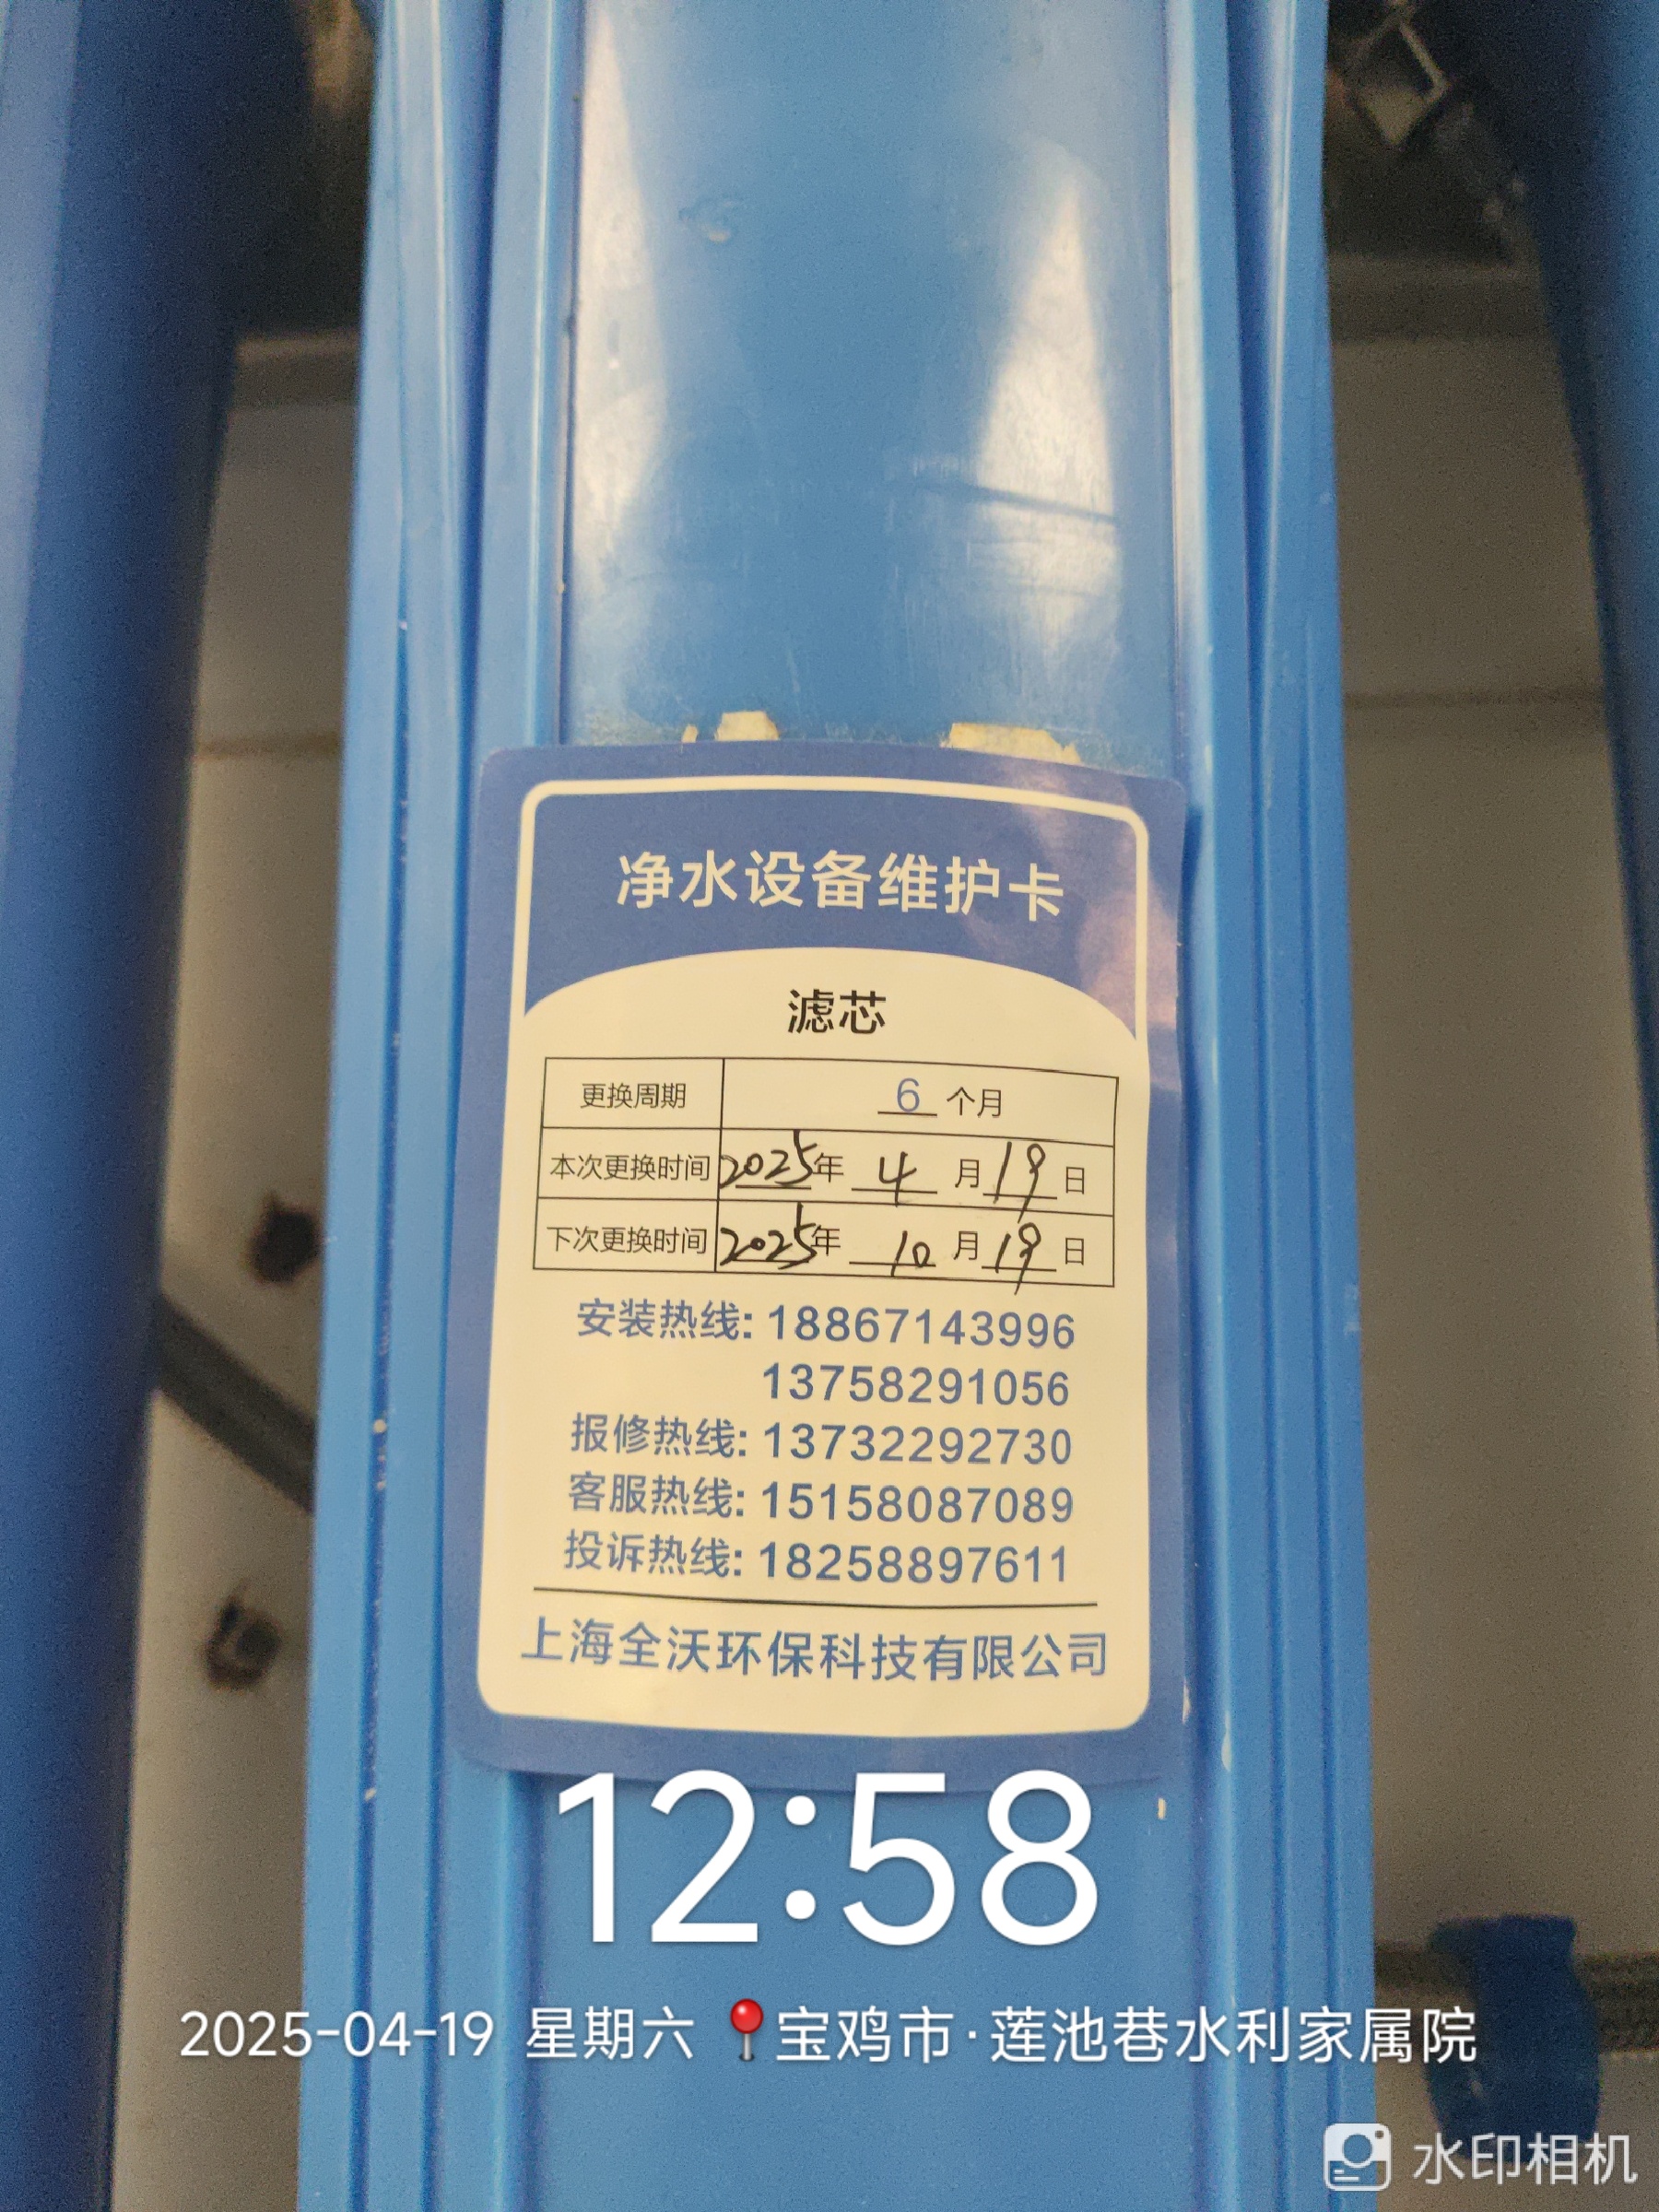 净水设备维护卡
滤芯
更换周期 6 个月
本次更换时间 2025年 4 月 19 日
下次更换时间 2025年 10 月 19 日
安装热线: 18867143996
13758291056
报修热线: 13732292730
客服热线: 15158087089
投诉热线: 18258897611
上海全沃环保科技有限公司
12:58
2025-04-19 星期六 📍宝鸡市·莲池巷水利家属院
水印相机